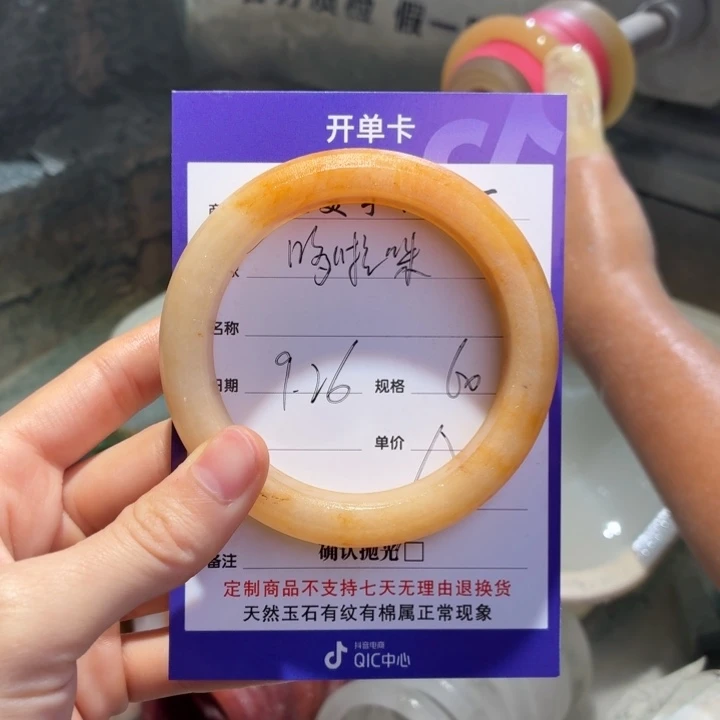 开单卡
哆啦咪
名称
日期 9.26 规格 60
单价
备注 确认抛光□
定制商品不支持七天无理由退换货
天然玉石有纹有棉属正常现象
抖音电商
QIC中心